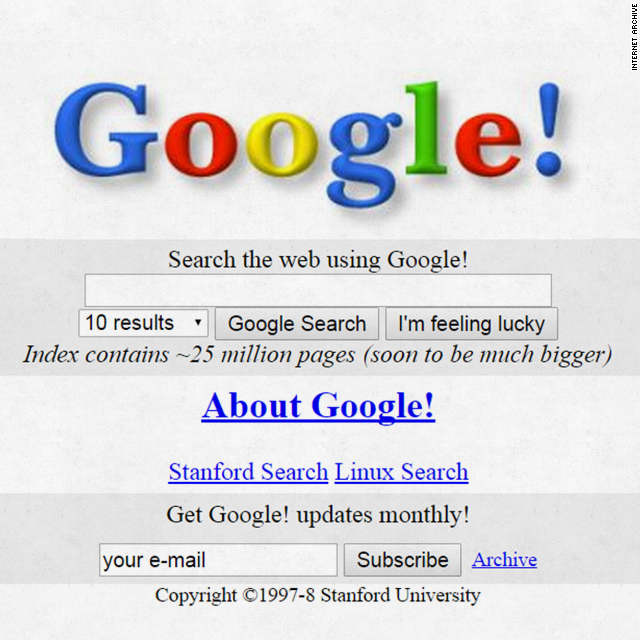 INTERNET ARCHIVE
Google!
Search the web using Google!
10 results Google Search I'm feeling lucky
Index contains ~25 million pages (soon to be much bigger)
About Google!
Stanford Search Linux Search
Get Google! updates monthly!
your e-mail Subscribe Archive
Copyright ©1997-8 Stanford University